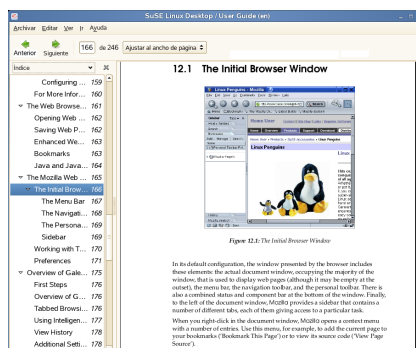 SuSE Linux Desktop / User Guide (en)
Archivar Editar Ver Ir Ayuda
Anterior Siguiente 166 de 246 Ajustar al ancho de página
Índice
Configuring ... 159
For More Infor... 160
The Web Browse... 161
Opening Web ... 162
Saving Web P... 162
Enhanced We... 163
Bookmarks 163
Java and Java... 164
The Mozilla Web ... 165
The Initial Brow... 166
The Menu Bar 167
The Navigati... 168
The Persona... 169
Sidebar 169
Working with T... 170
Preferences 171
Overview of Gale... 175
First Steps 176
Overview of G... 176
Tabbed Browsi... 176
Using Intelligen... 177
View History 178
Additional Setti... 178
12.1 The Initial Browser Window
Linux Penguins - Mozilla
Linux Penguins
Figure 12.1: The Initial Browser Window
In its default configuration, the window presented by the browser includes
these elements: the actual document window, occupying the majority of the
window, that is used to display web pages (although it may be empty at the
outset), the menu bar, the navigation toolbar, and the personal toolbar. There is
also a combined status and component bar at the bottom of the window. Finally,
to the left of the document window, Mozilla provides a sidebar that contains a
number of different tabs, each of them giving access to a particular task.
When you right-click in the document window, Mozilla opens a context menu
with a number of entries. Use this menu, for example, to add the current page to
your bookmarks ('Bookmark This Page') or to view its source code ('View Page
Source').